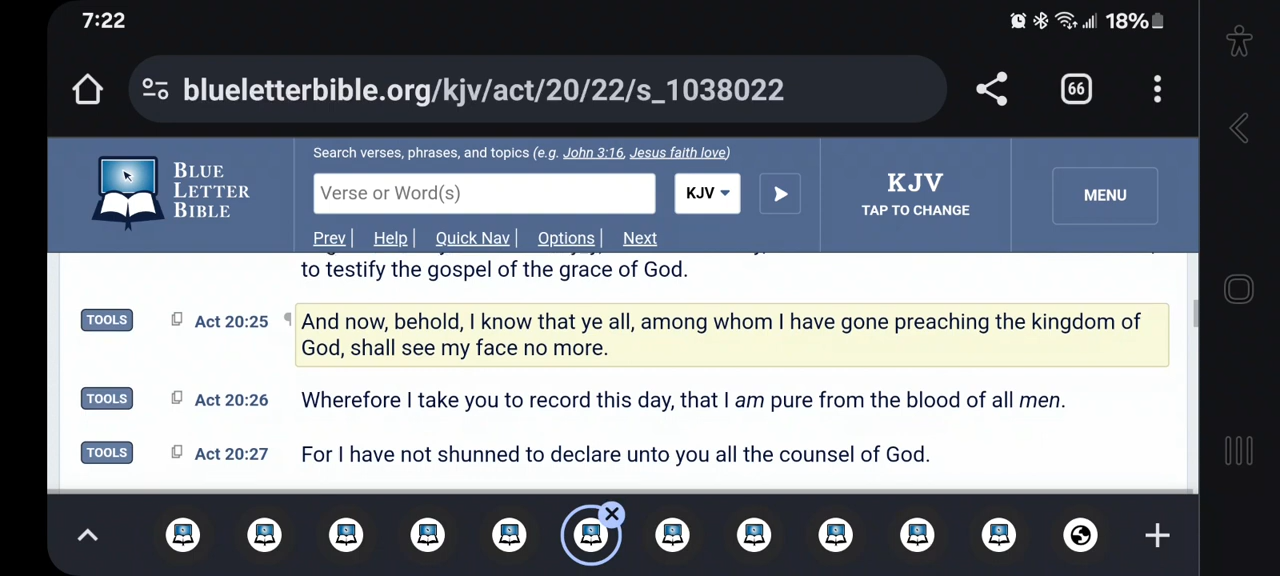 7:22
18%
blueletterbible.org/kjv/act/20/22/s_1038022
66
BLUE
LETTER
BIBLE
Search verses, phrases, and topics (e.g. John 3:16, Jesus faith love)
Verse or Word(s)
KJV
Prev| Help| Quick Nav| Options| Next
KJV
TAP TO CHANGE
MENU
to testify the gospel of the grace of God.
TOOLS Act 20:25 ¶ And now, behold, I know that ye all, among whom I have gone preaching the kingdom of
God, shall see my face no more.
TOOLS Act 20:26 Wherefore I take you to record this day, that I am pure from the blood of all men.
TOOLS Act 20:27 For I have not shunned to declare unto you all the counsel of God.